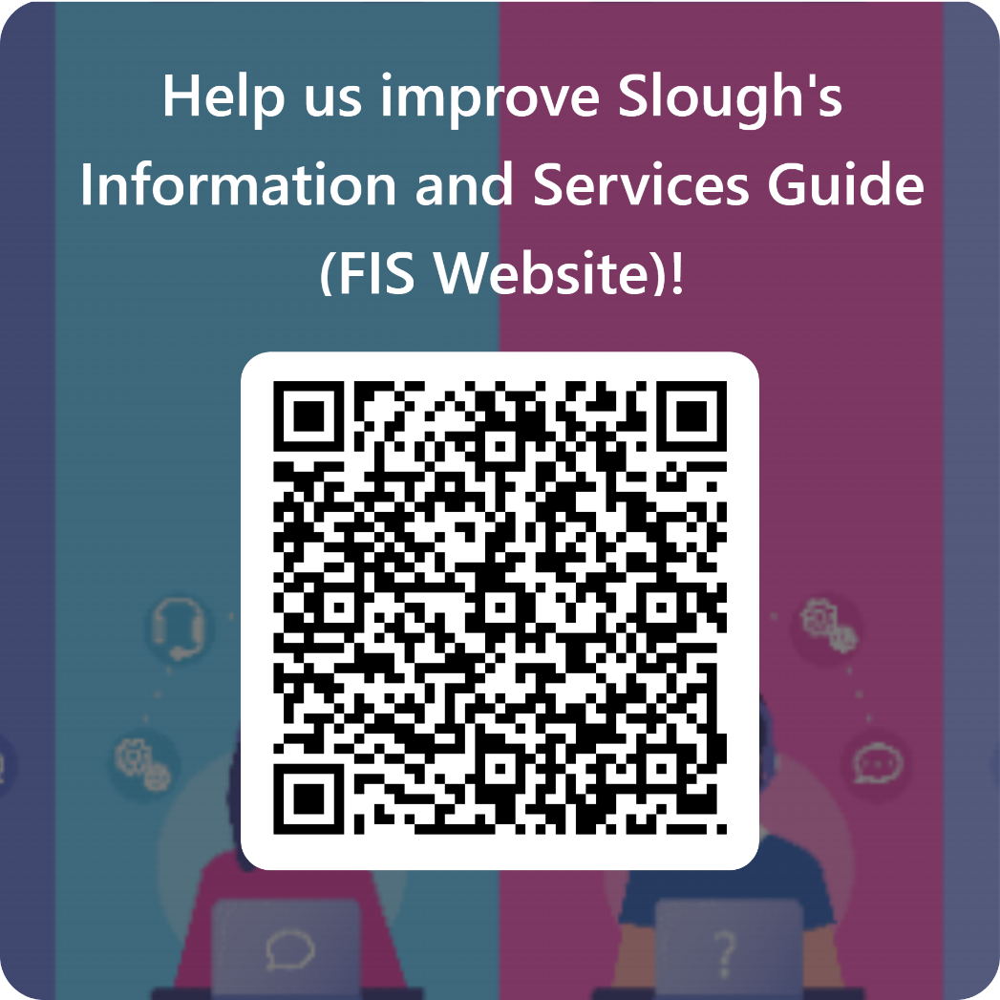 Help us improve Slough's
Information and Services Guide
(FIS Website)!
?